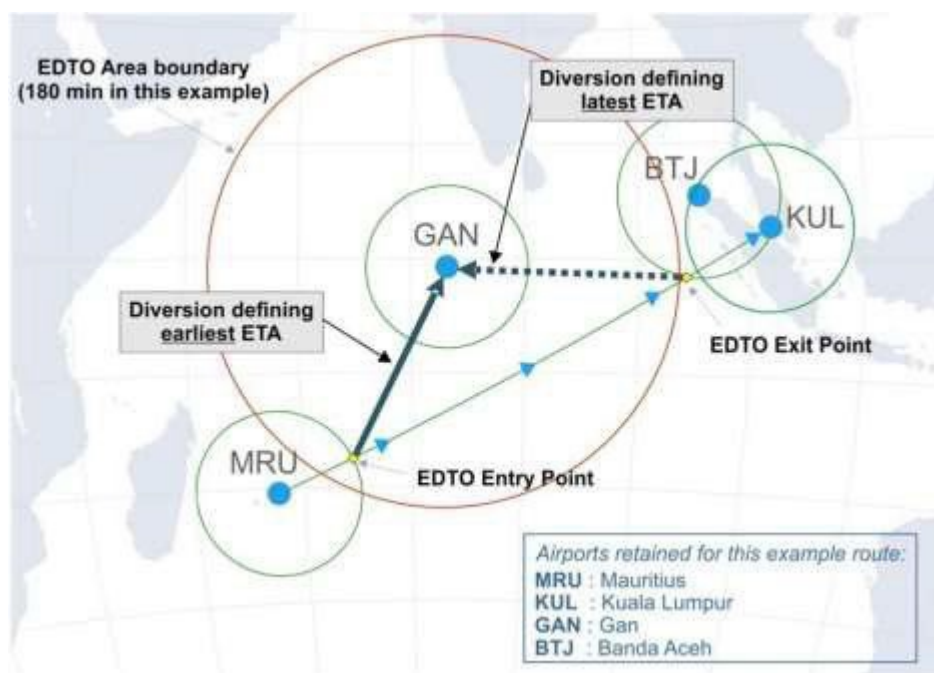 EDTO Area boundary
(180 min in this example)
Diversion defining
latest ETA
BTJ
KUL
GAN
Diversion defining
earliest ETA
EDTO Exit Point
MRU
EDTO Entry Point
Airports retained for this example route:
MRU : Mauritius
KUL : Kuala Lumpur
GAN : Gan
BTJ : Banda Aceh